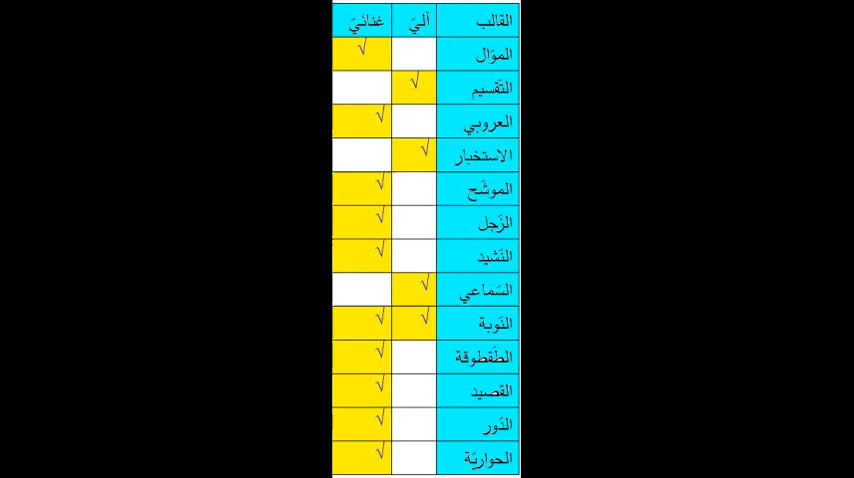 القالب آليّ غنائيّ
الموّال √
التّقسيم √
العروبي √
الاستخبار √
الموشّح √
الزّجل √
النّشيد √
السّماعي √
النّوبة √ √
الطّقطوقة √
القصيد √
الدّور √
الحواريّة √